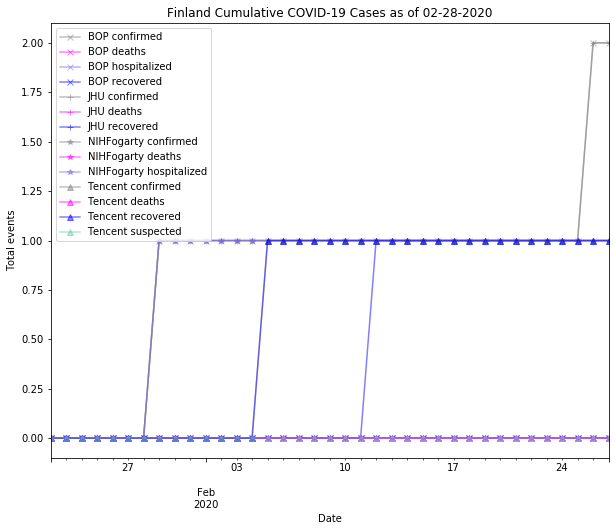 Finland Cumulative COVID-19 Cases as of 02-28-2020
BOP confirmed
BOP deaths
BOP hospitalized
BOP recovered
JHU confirmed
JHU deaths
JHU recovered
NIHFogarty confirmed
NIHFogarty deaths
NIHFogarty hospitalized
Tencent confirmed
Tencent deaths
Tencent recovered
Tencent suspected
Total events
2.00
1.75
1.50
1.25
1.00
0.75
0.50
0.25
0.00
27 03 10 17 24
Feb
2020
Date